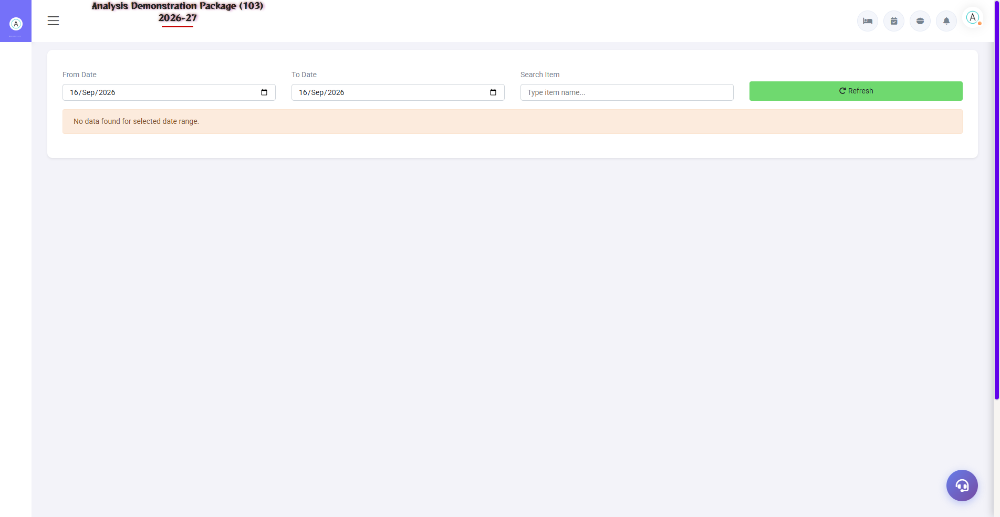 Analysis Demonstration Package (103)
2026-27
A
A
From Date
To Date
Search Item
16/Sep/2026
16/Sep/2026
Type item name...
Refresh
No data found for selected date range.